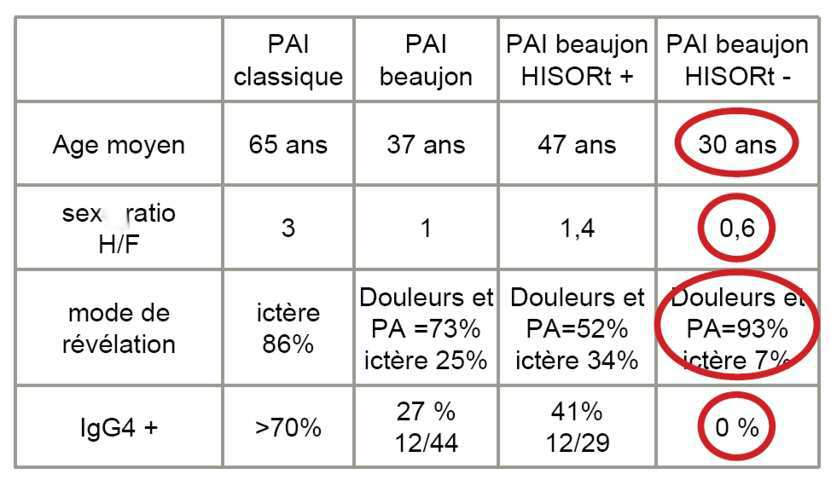 PAI classique
PAI beaujon
PAI beaujon HISORt +
PAI beaujon HISORt -
Age moyen
65 ans
37 ans
47 ans
30 ans
sex ratio
H/F
3
1
1,4
0,6
mode de
révélation
ictère
86%
Douleurs et
PA =73%
ictère 25%
Douleurs et
PA=52%
ictère 34%
Douleurs et
PA=93%
ictère 7%
IgG4 +
>70%
27 %
12/44
41%
12/29
0 %